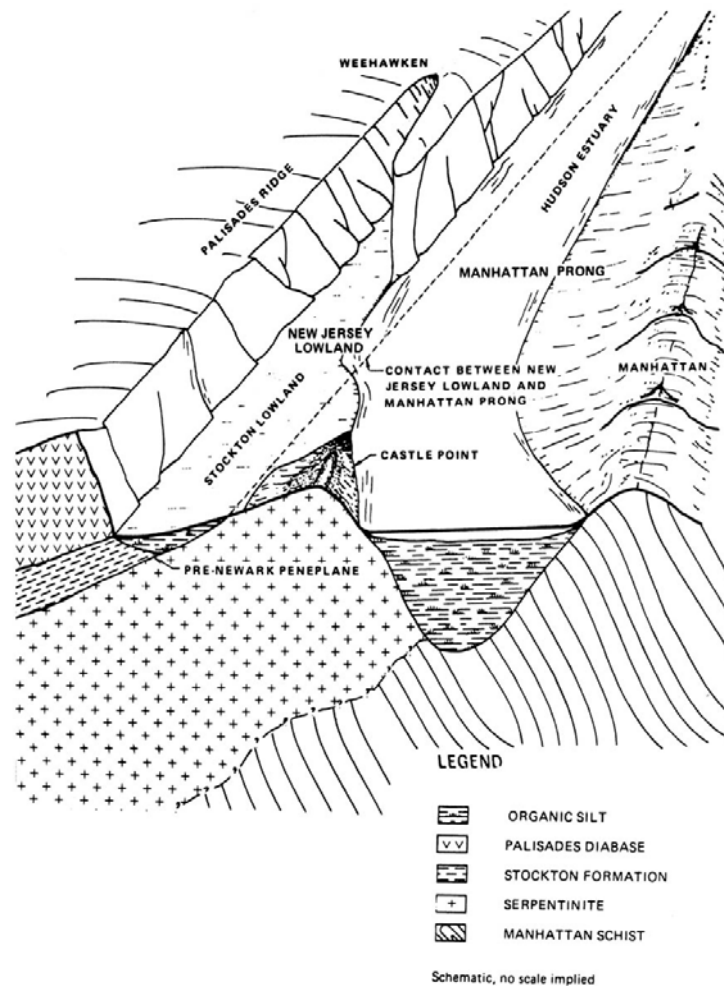 WEEHAWKEN
PALISADES RIDGE
HUDSON ESTUARY
MANHATTAN PRONG
NEW JERSEY
LOWLAND
MANHATTAN
CONTACT BETWEEN NEW
JERSEY LOWLAND AND
MANHATTAN PRONG
STOCKTON LOWLAND
CASTLE POINT
PRE-NEWARK PENEPLANE
LEGEND
ORGANIC SILT
PALISADES DIABASE
STOCKTON FORMATION
SERPENTINITE
MANHATTAN SCHIST
Schematic, no scale implied